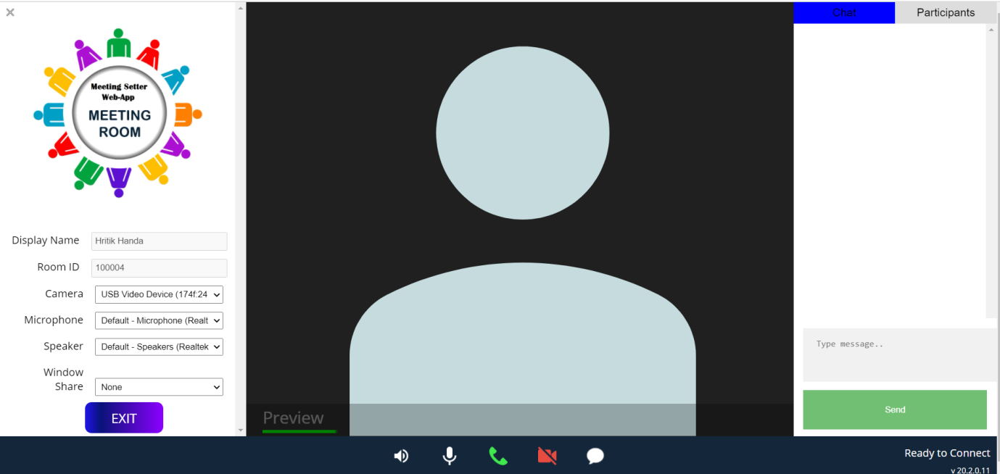 ×
Meeting Setter
Web-App
MEETING
ROOM
Display Name Hritik Handa
Room ID 100004
Camera USB Video Device (174f:24
Microphone Default - Microphone (Realt
Speaker Default - Speakers (Realtek
Window
Share None
EXIT
Preview
Chat Participants
Type message..
Send
Ready to Connect
v 20.2.0.11